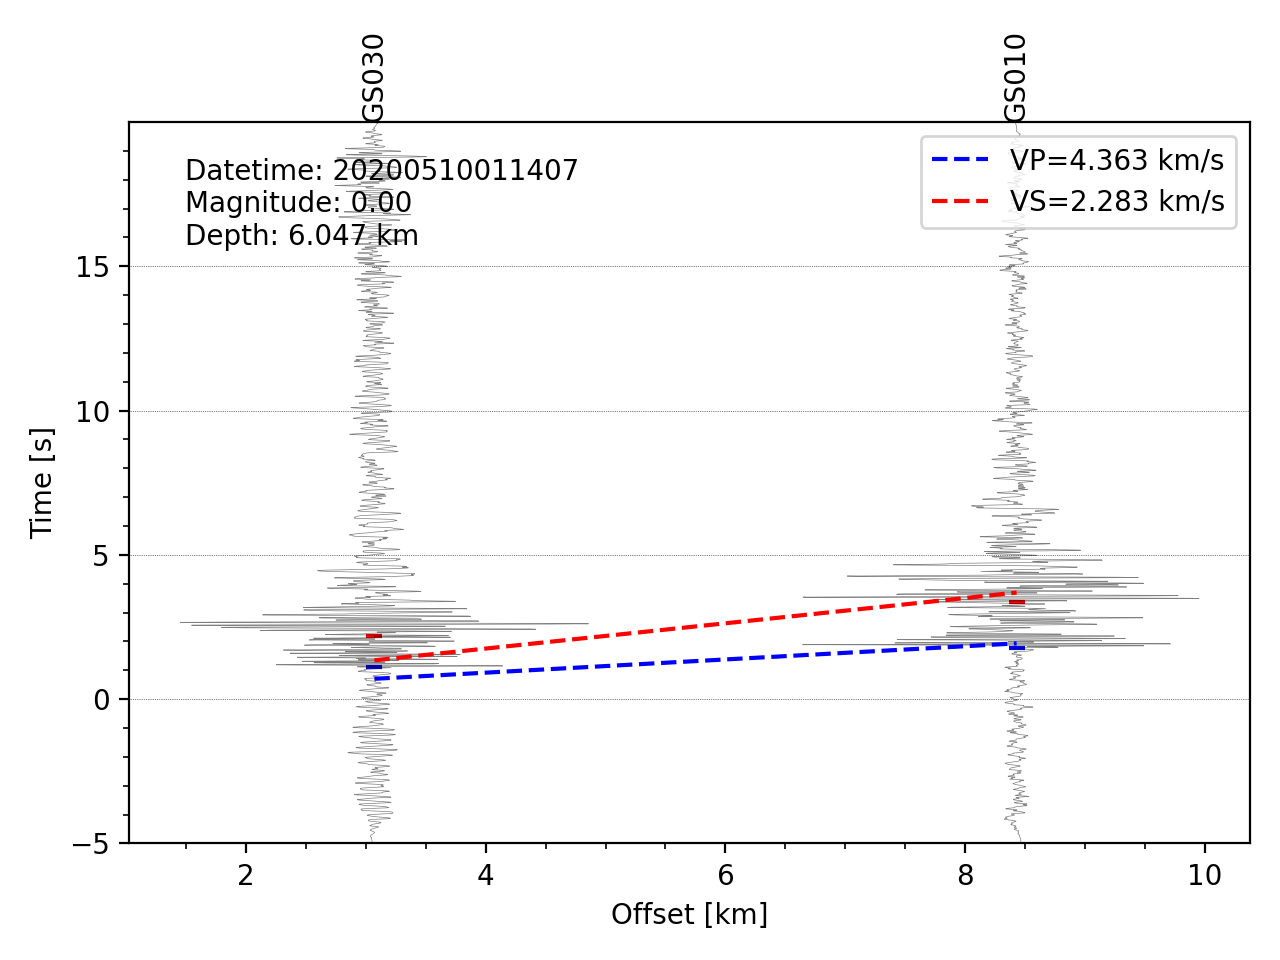 GS030
GS010
Datetime: 20200510011407
Magnitude: 0.00
Depth: 6.047 km
VP=4.363 km/s
VS=2.283 km/s
15
10
5
0
−5
Time [s]
2
4
6
8
10
Offset [km]